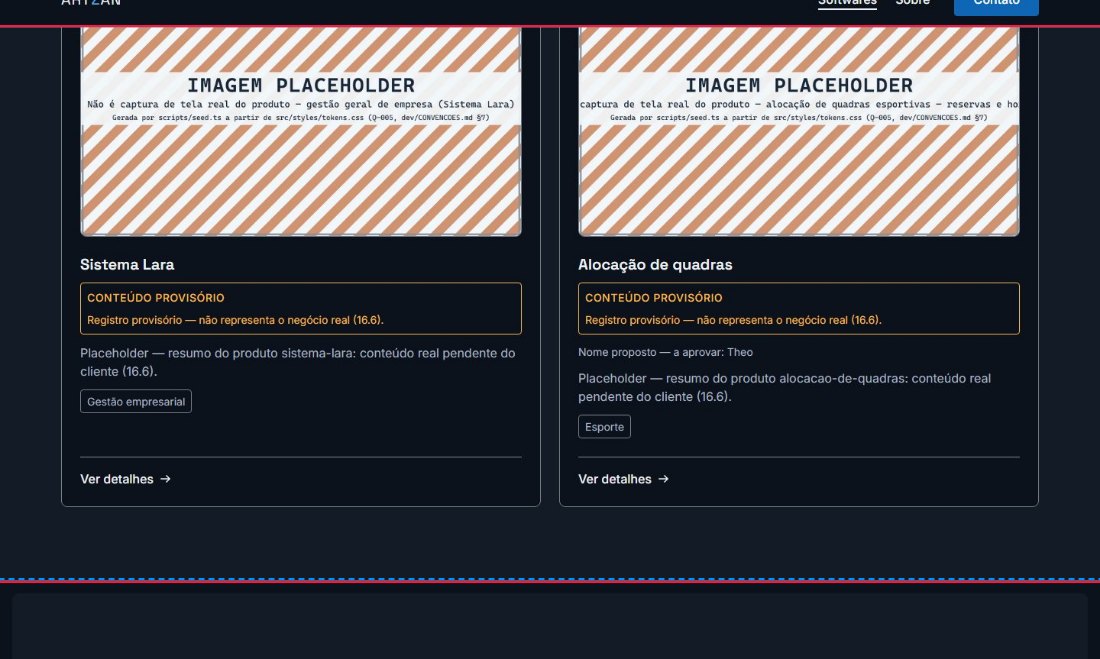 ARTZAN
Softwares
Sobre
Contato
IMAGEM PLACEHOLDER
Não é captura de tela real do produto — gestão geral de empresa (Sistema Lara)
Gerada por scripts/seed.ts a partir de src/styles/tokens.css (Q-005, dev/CONVENCOES.md §7)
Sistema Lara
CONTEÚDO PROVISÓRIO
Registro provisório — não representa o negócio real (16.6).
Placeholder — resumo do produto sistema-lara: conteúdo real pendente do
cliente (16.6).
Gestão empresarial
Ver detalhes →
IMAGEM PLACEHOLDER
captura de tela real do produto — alocação de quadras esportivas — reservas e ho
Gerada por scripts/seed.ts a partir de src/styles/tokens.css (Q-005, dev/CONVENCOES.md §7)
Alocação de quadras
CONTEÚDO PROVISÓRIO
Registro provisório — não representa o negócio real (16.6).
Nome proposto — a aprovar: Theo
Placeholder — resumo do produto alocacao-de-quadras: conteúdo real
pendente do cliente (16.6).
Esporte
Ver detalhes →